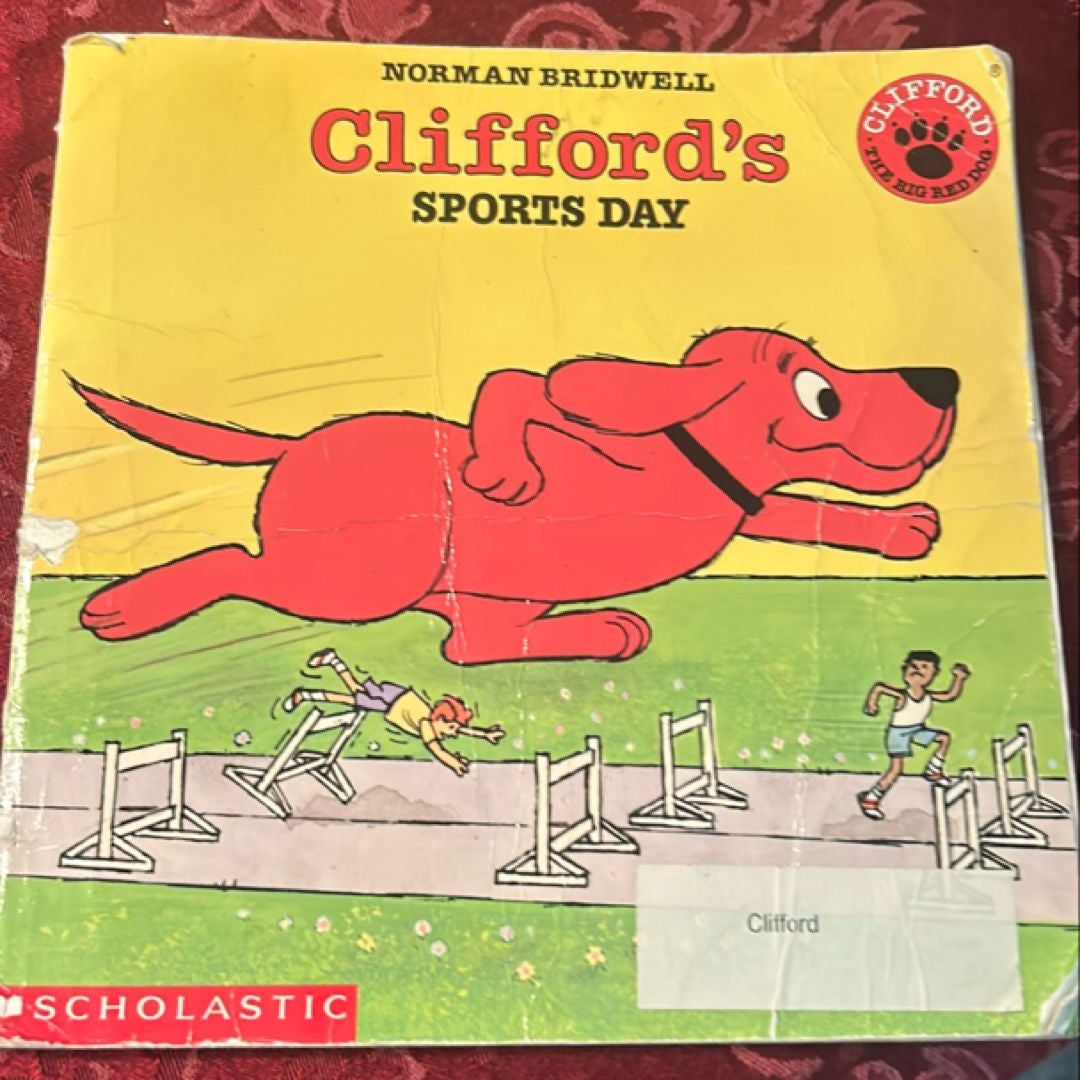 NORMAN BRIDWELL
Clifford's
SPORTS DAY
CLIFFORD
THE BIG RED DOG
®
Clifford
SCHOLASTIC